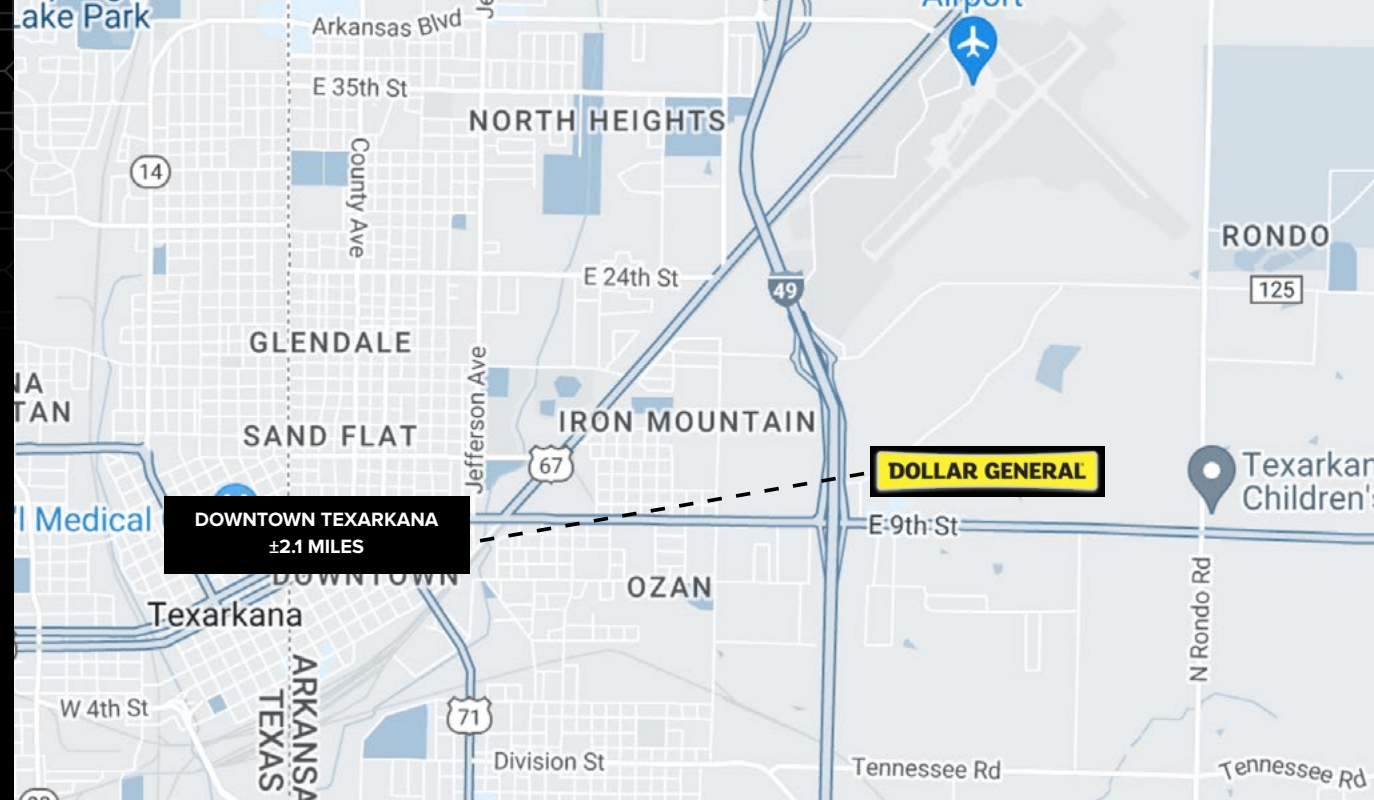 Lake Park
Airport
Arkansas Blvd
E 35th St
NORTH HEIGHTS
14
County Ave
RONDO
125
E 24th St
49
GLENDALE
Jefferson Ave
SAND FLAT
IRON MOUNTAIN
67
DOLLAR GENERAL
Texarkan
Children's
'l Medical
DOWNTOWN TEXARKANA
±2.1 MILES
E 9th St
DOWNTOWN
OZAN
Texarkana
N Rondo Rd
ARKANSA
TEXAS
W 4th St
71
Division St
Tennessee Rd
Tennessee Rd